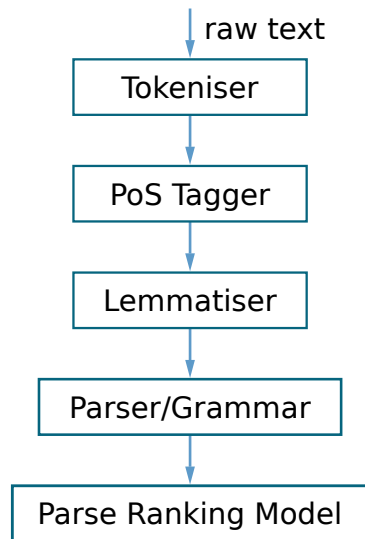 raw text
Tokeniser
PoS Tagger
Lemmatiser
Parser/Grammar
Parse Ranking Model